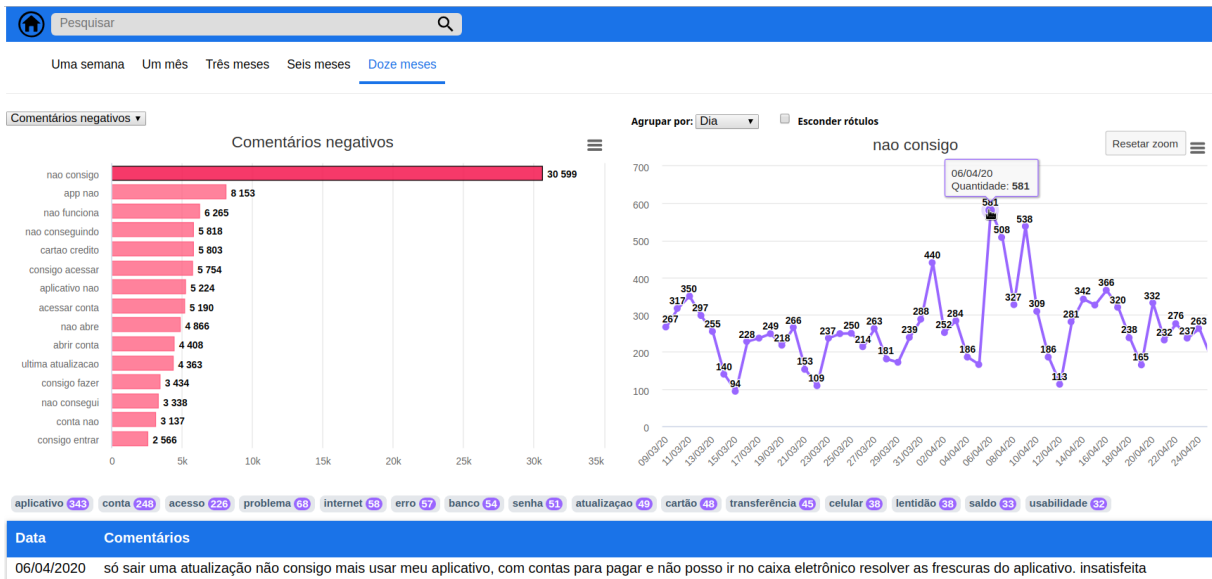 Pesquisar
Uma semana Um mês Três meses Seis meses Doze meses
Comentários negativos
Comentários negativos
nao consigo 30 599
app nao 8 153
nao funciona 6 265
nao conseguindo 5 818
cartao credito 5 803
consigo acessar 5 754
aplicativo nao 5 224
acessar conta 5 190
nao abre 4 866
abrir conta 4 408
ultima atualizacao 4 363
consigo fazer 3 434
nao consegui 3 338
conta nao 3 137
consigo entrar 2 566
0 5k 10k 15k 20k 25k 30k 35k
Agrupar por: Dia Esconder rótulos
nao consigo
Resetar zoom
06/04/20
Quantidade: 581
700
600
500
400
300
200
100
0
267 317 350 297 255 140 94 228 249 218 266 153 109 237 250 214 263 181 239 288 440 252 284 186 581 508 327 538 309 186 113 281 342 366 320 238 165 332 232 276 237 263
09/03/20 11/03/20 13/03/20 15/03/20 17/03/20 19/03/20 21/03/20 23/03/20 25/03/20 27/03/20 29/03/20 31/03/20 02/04/20 04/04/20 06/04/20 08/04/20 10/04/20 12/04/20 14/04/20 16/04/20 18/04/20 20/04/20 22/04/20 24/04/20
aplicativo 343 conta 248 acesso 226 problema 68 internet 58 erro 57 banco 54 senha 51 atualizaçao 49 cartão 48 transferência 45 celular 38 lentidão 38 saldo 33 usabilidade 32
Data Comentários
06/04/2020 só sair uma atualização não consigo mais usar meu aplicativo, com contas para pagar e não posso ir no caixa eletrônico resolver as frescuras do aplicativo. insatisfeita